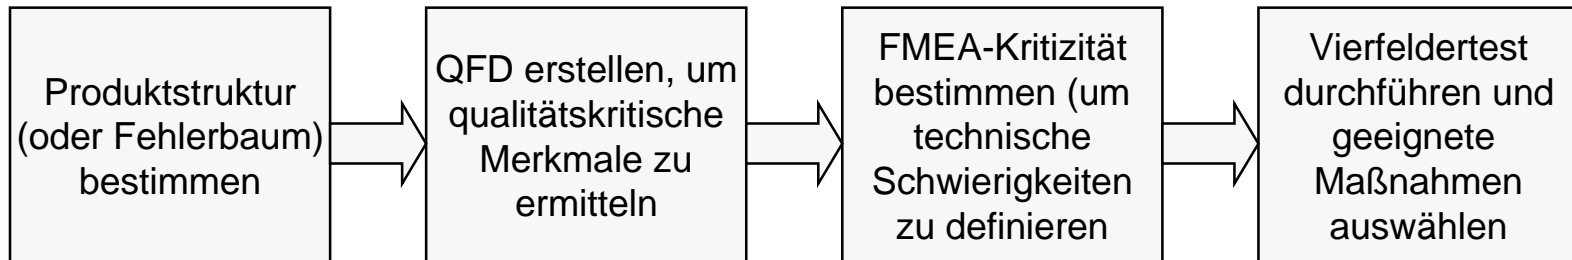 Produktstruktur
(oder Fehlerbaum)
bestimmen
QFD erstellen, um
qualitätskritische
Merkmale zu
ermitteln
FMEA-Kritizität
bestimmen (um
technische
Schwierigkeiten
zu definieren
Vierfeldertest
durchführen und
geeignete
Maßnahmen
auswählen